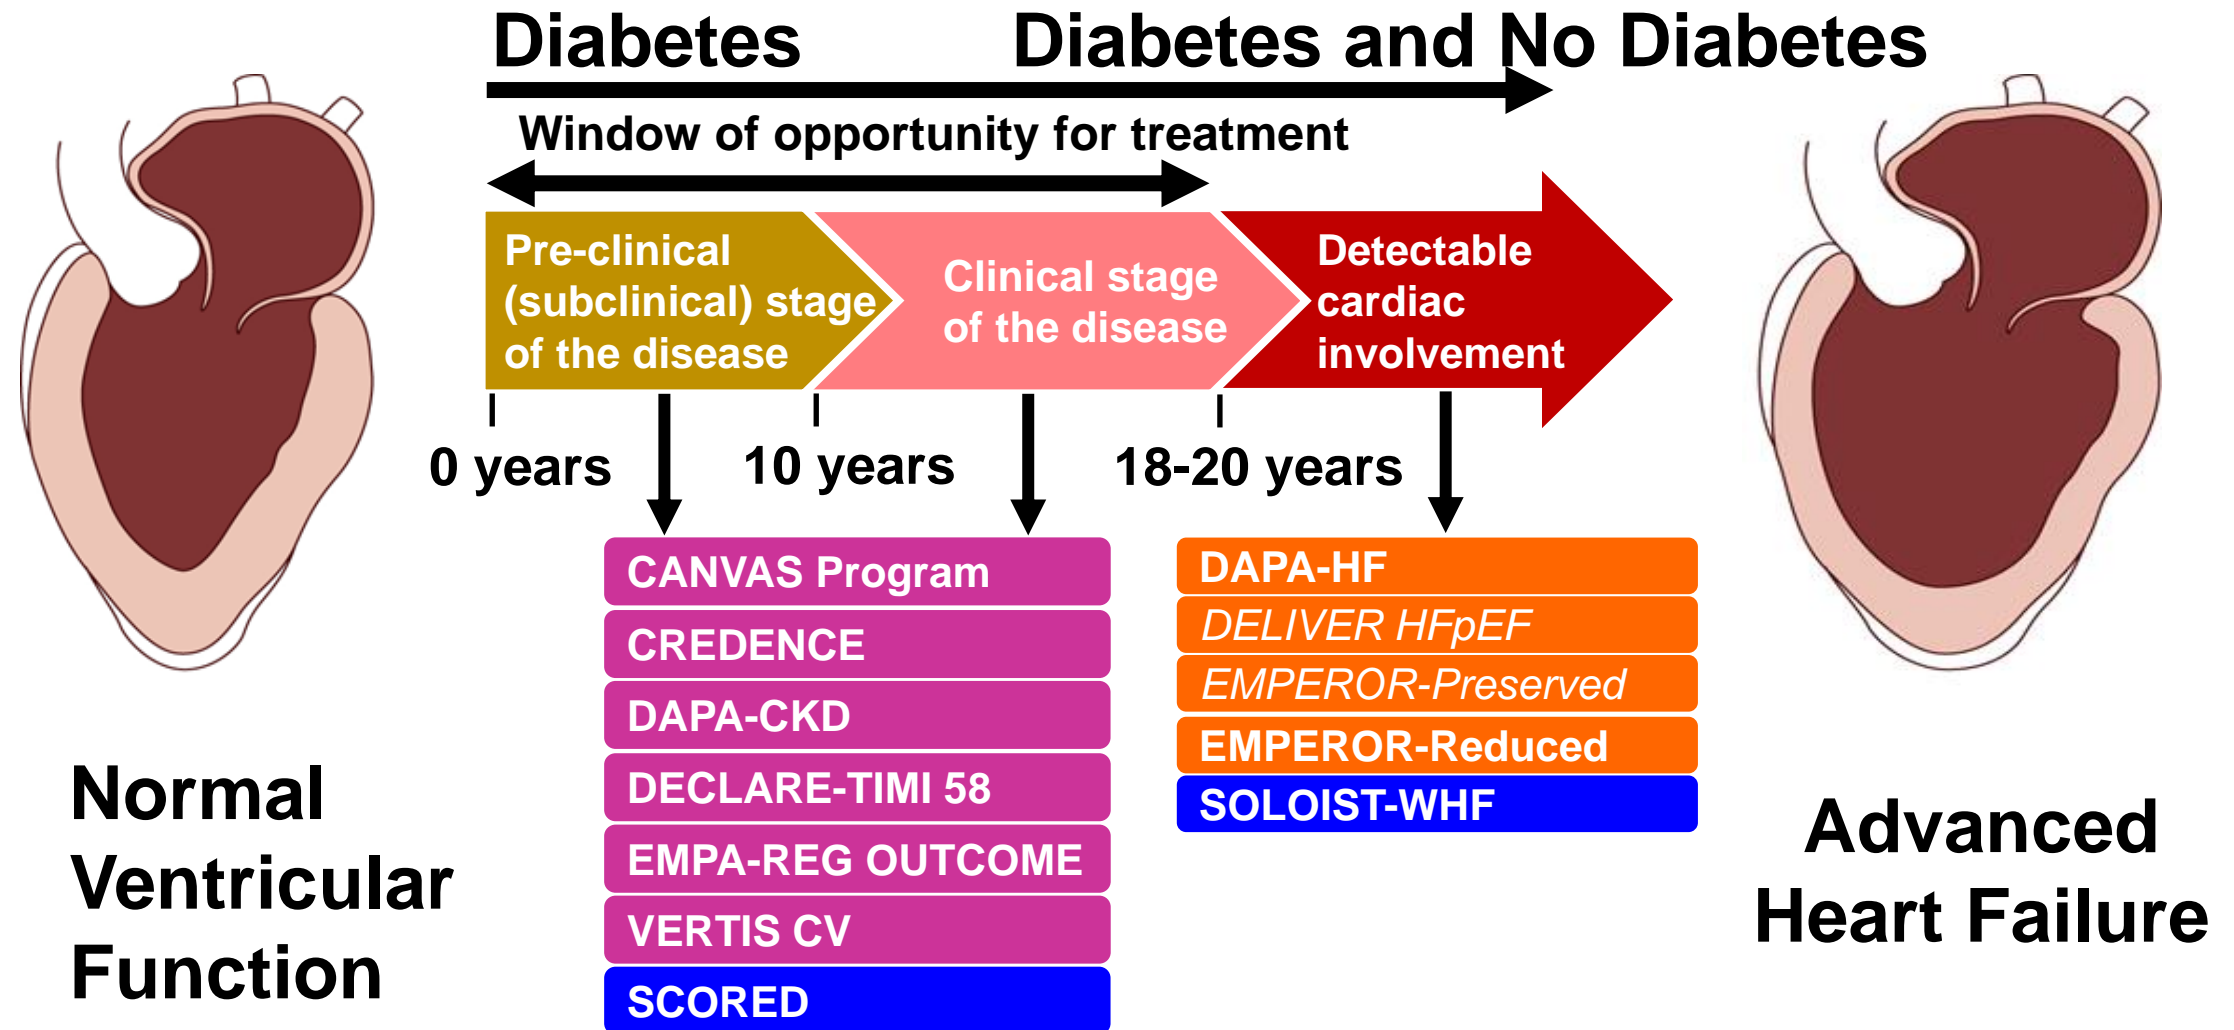 Diabetes
Diabetes and No Diabetes
Window of opportunity for treatment
Pre-clinical
(subclinical) stage
of the disease
Clinical stage
of the disease
Detectable
cardiac
involvement
0 years
10 years
18-20 years
CANVAS Program
CREDENCE
DAPA-CKD
DECLARE-TIMI 58
EMPA-REG OUTCOME
VERTIS CV
SCORED
DAPA-HF
DELIVER HFpEF
EMPEROR-Preserved
EMPEROR-Reduced
SOLOIST-WHF
Normal
Ventricular
Function
Advanced
Heart Failure